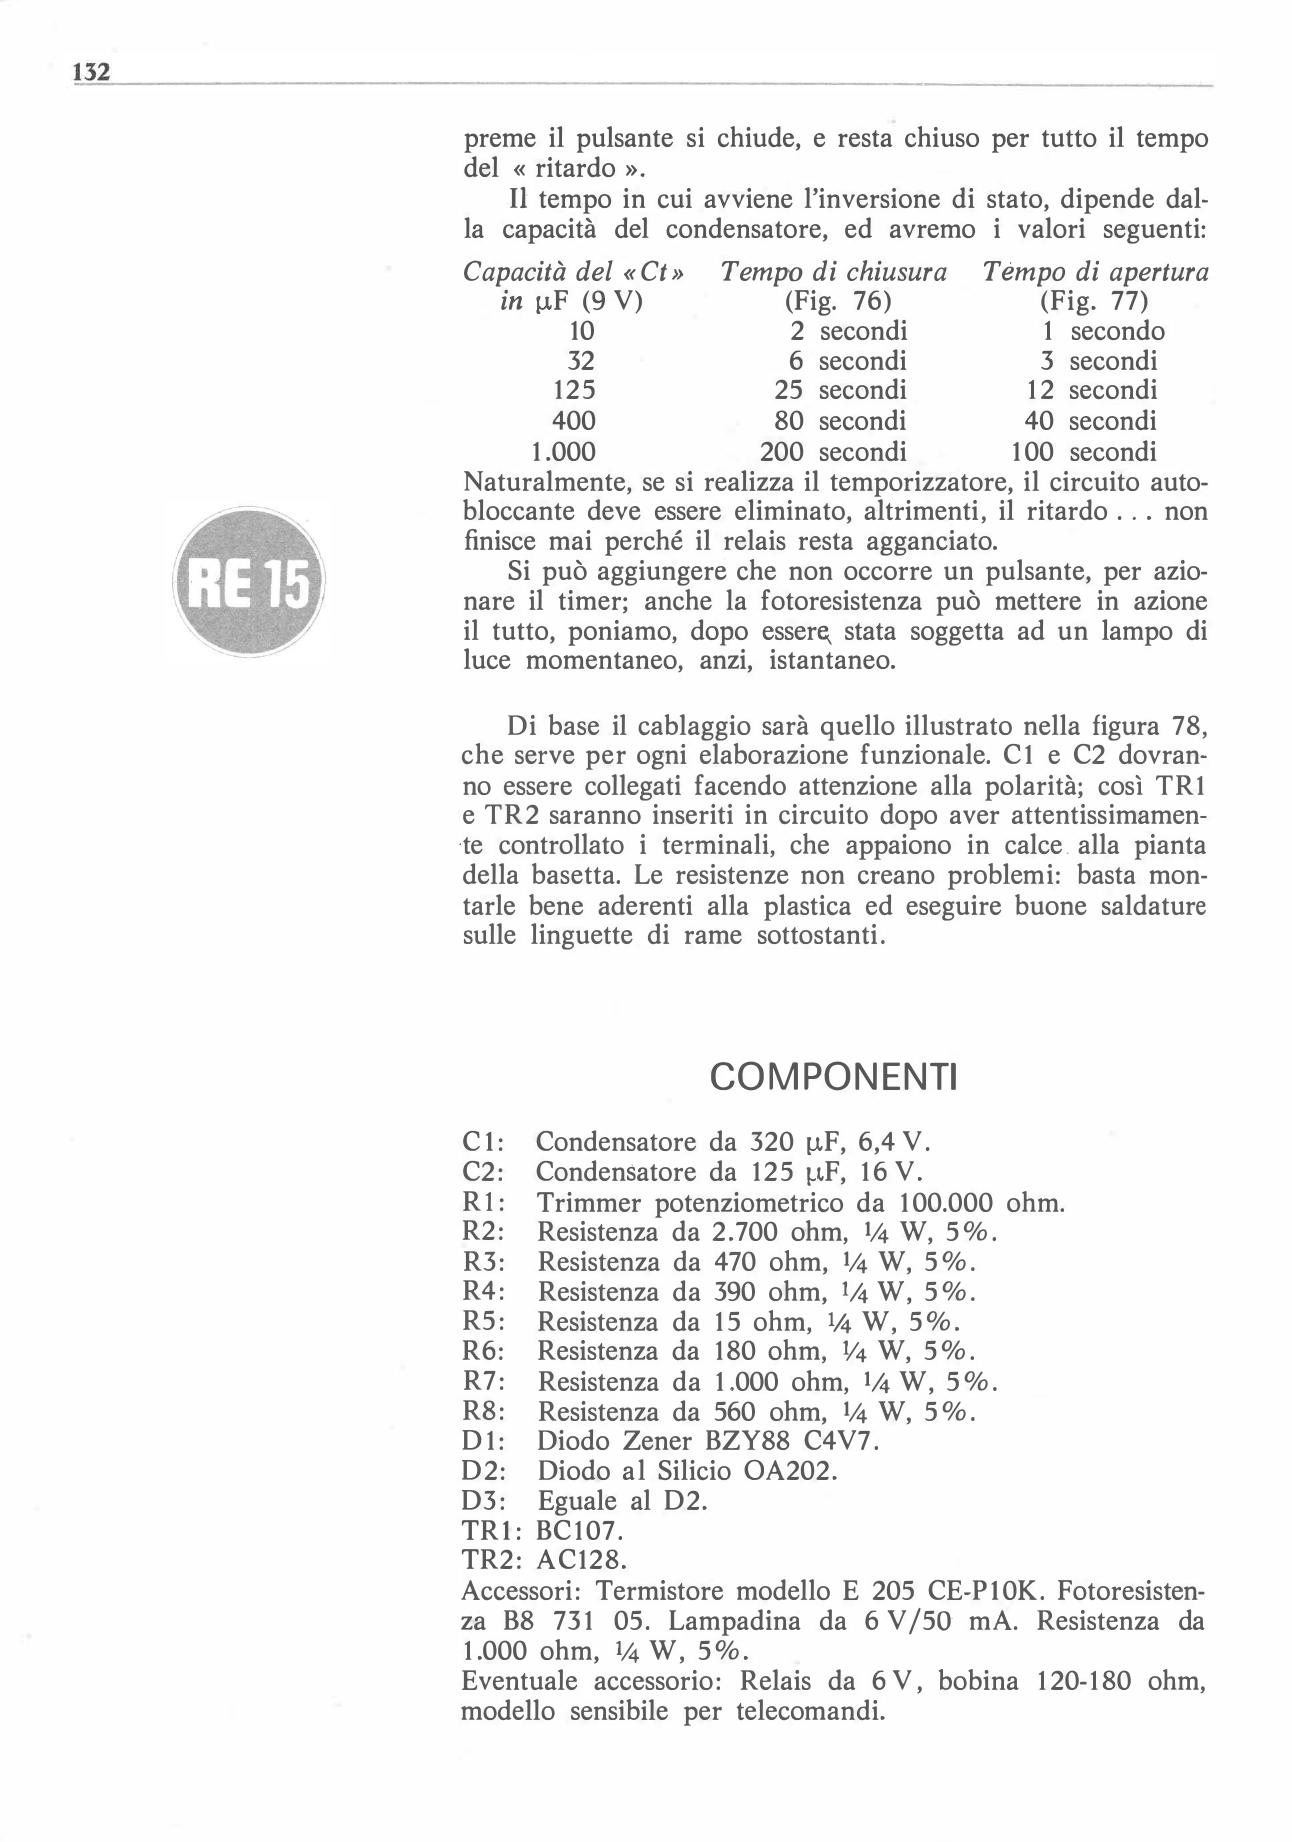 132
preme il pulsante si chiude, e resta chiuso per tutto il tempo
del « ritardo ».
Il tempo in cui avviene l'inversione di stato, dipende dal-
la capacità del condensatore, ed avremo i valori seguenti:
Capacità del « Ct » Tempo di chiusura Tempo di apertura
in µF (9 V) (Fig. 76) (Fig. 77)
10 2 secondi 1 secondo
32 6 secondi 3 secondi
125 25 secondi 12 secondi
400 80 secondi 40 secondi
1.000 200 secondi 100 secondi
Naturalmente, se si realizza il temporizzatore, il circuito auto-
bloccante deve essere eliminato, altrimenti, il ritardo . . . non
finisce mai perché il relais resta agganciato.
Si può aggiungere che non occorre un pulsante, per azio-
nare il timer; anche la fotoresistenza può mettere in azione
il tutto, poniamo, dopo essere stata soggetta ad un lampo di
luce momentaneo, anzi, istantaneo.
RE 15
Di base il cablaggio sarà quello illustrato nella figura 78,
che serve per ogni elaborazione funzionale. C1 e C2 dovran-
no essere collegati facendo attenzione alla polarità; così TR1
e TR2 saranno inseriti in circuito dopo aver attentissimamen-
te controllato i terminali, che appaiono in calce alla pianta
della basetta. Le resistenze non creano problemi: basta mon-
tarle bene aderenti alla plastica ed eseguire buone saldature
sulle linguette di rame sottostanti.
COMPONENTI
C1: Condensatore da 320 µF, 6,4 V.
C2: Condensatore da 125 µF, 16 V.
R1: Trimmer potenziometrico da 100.000 ohm.
R2: Resistenza da 2.700 ohm, ¼ W, 5%.
R3: Resistenza da 470 ohm, ¼ W, 5%.
R4: Resistenza da 390 ohm, ¼ W, 5%.
R5: Resistenza da 15 ohm, ¼ W, 5%.
R6: Resistenza da 180 ohm, ¼ W, 5%.
R7: Resistenza da 1.000 ohm, ¼ W, 5%.
R8: Resistenza da 560 ohm, ¼ W, 5%.
D1: Diodo Zener BZY88 C4V7.
D2: Diodo al Silicio OA202.
D3: Eguale al D2.
TR1: BC107.
TR2: AC128.
Accessori: Termistore modello E 205 CE-P10K. Fotoresisten-
za B8 731 05. Lampadina da 6 V/50 mA. Resistenza da
1.000 ohm, ¼ W, 5%.
Eventuale accessorio: Relais da 6 V, bobina 120-180 ohm,
modello sensibile per telecomandi.